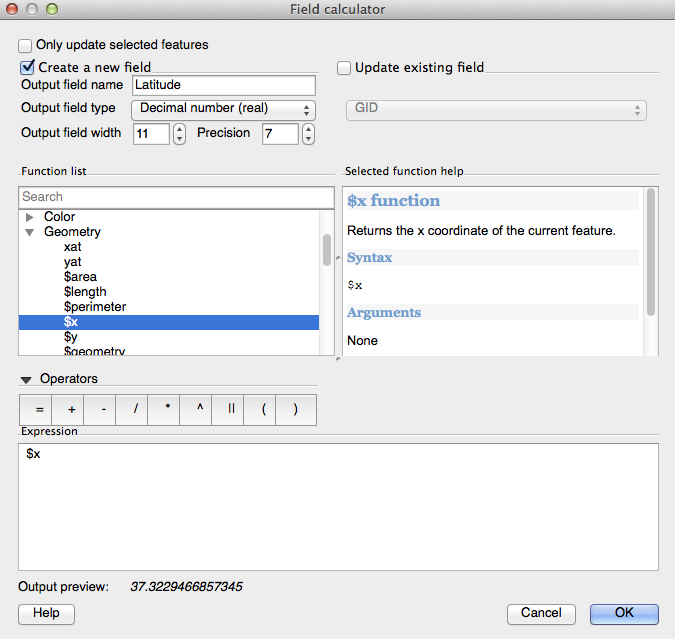 Field calculator
Only update selected features
Create a new field
Update existing field
Output field name Latitude
Output field type Decimal number (real)
GID
Output field width 11 Precision 7
Function list
Selected function help
Search
Color
Geometry
xat
yat
$area
$length
$perimeter
$x
$y
$geometry
$x function
Returns the x coordinate of the current feature.
Syntax
$x
Arguments
None
Operators
= + - / * ^ || ( )
Expression
$x
Output preview: 37.3229466857345
Help
Cancel
OK